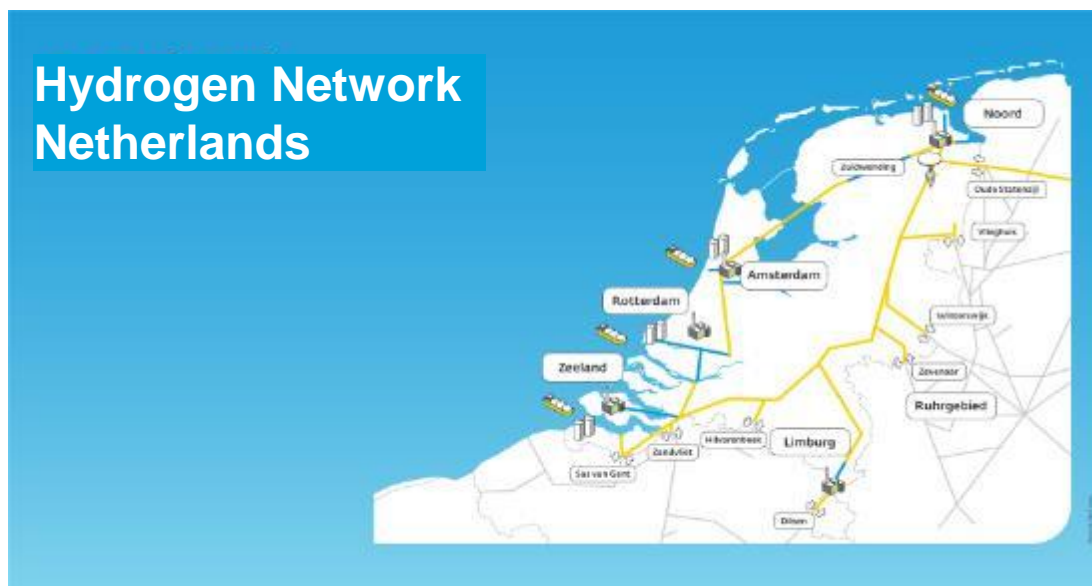 Hydrogen Network
Netherlands
Noord
Zuidwending
Oude Statenzijl
Vlieghuis
Amsterdam
Rotterdam
Winterswijk
Zeeland
Zevenaar
Ruhrgebied
Hilvarenbeek
Limburg
Zandvliet
Sas van Gent
Dilsen